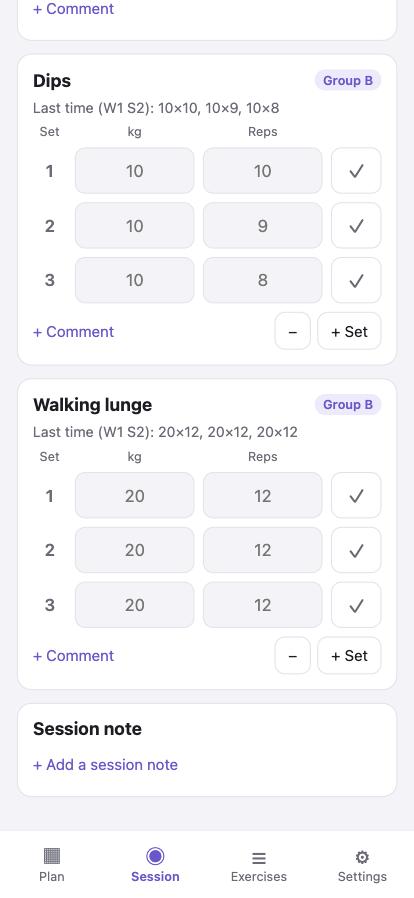 + Comment
Dips
Group B
Last time (W1 S2): 10×10, 10×9, 10×8
Set kg Reps
1 10 10 ✓
2 10 9 ✓
3 10 8 ✓
+ Comment − + Set
Walking lunge
Group B
Last time (W1 S2): 20×12, 20×12, 20×12
Set kg Reps
1 20 12 ✓
2 20 12 ✓
3 20 12 ✓
+ Comment − + Set
Session note
+ Add a session note
Plan Session Exercises Settings